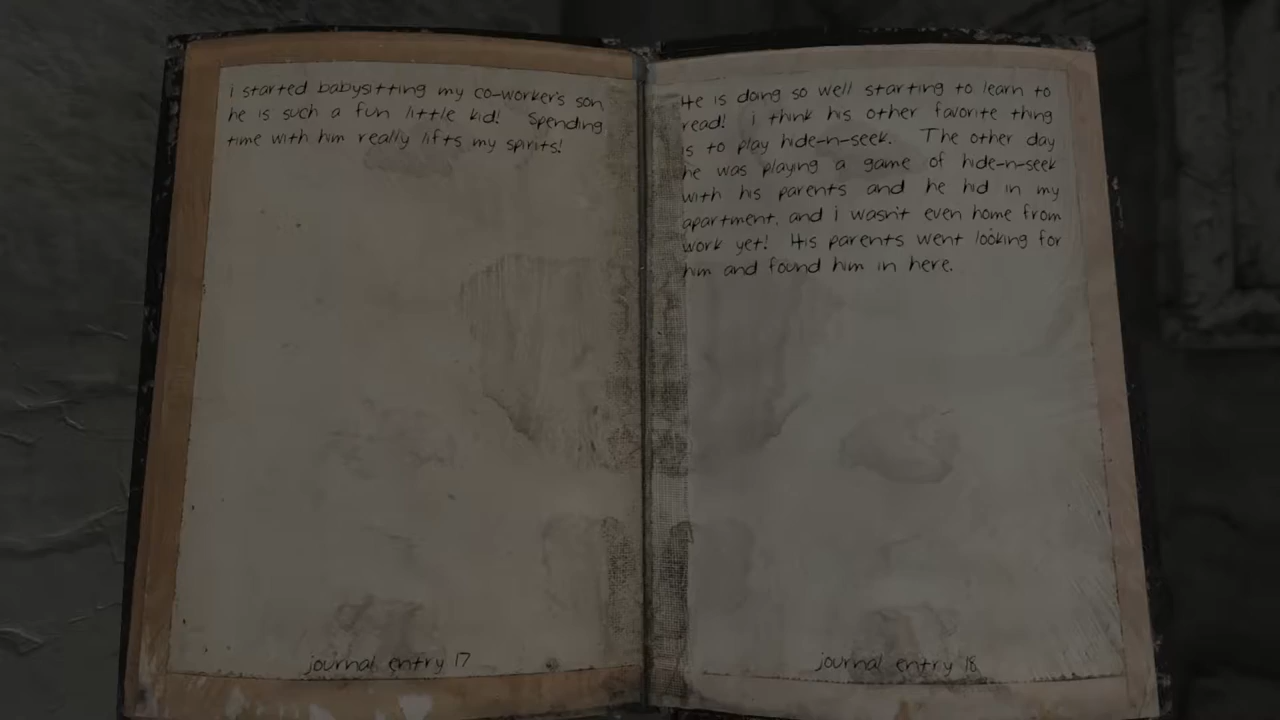 i started babysitting my co-worker's son
he is such a fun little kid! Spending
time with him really lifts my spirits!
journal entry 17
He is doing so well starting to learn to
read! i think his other favorite thing
is to play hide-n-seek. The other day
he was playing a game of hide-n-seek
with his parents and he hid in my
apartment, and i wasn't even home from
work yet! His parents went looking for
him and found him in here.
journal entry 18